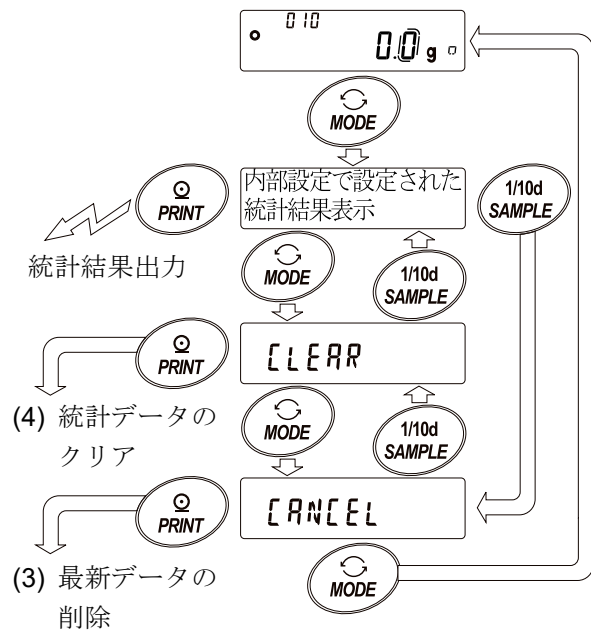 010
0.0 g
MODE
PRINT
内部設定で設定された
統計結果表示
1/10d
SAMPLE
統計結果出力
MODE
1/10d
SAMPLE
PRINT
CLEAR
(4) 統計データの
クリア
MODE
1/10d
SAMPLE
PRINT
CANCEL
(3) 最新データの
削除
MODE